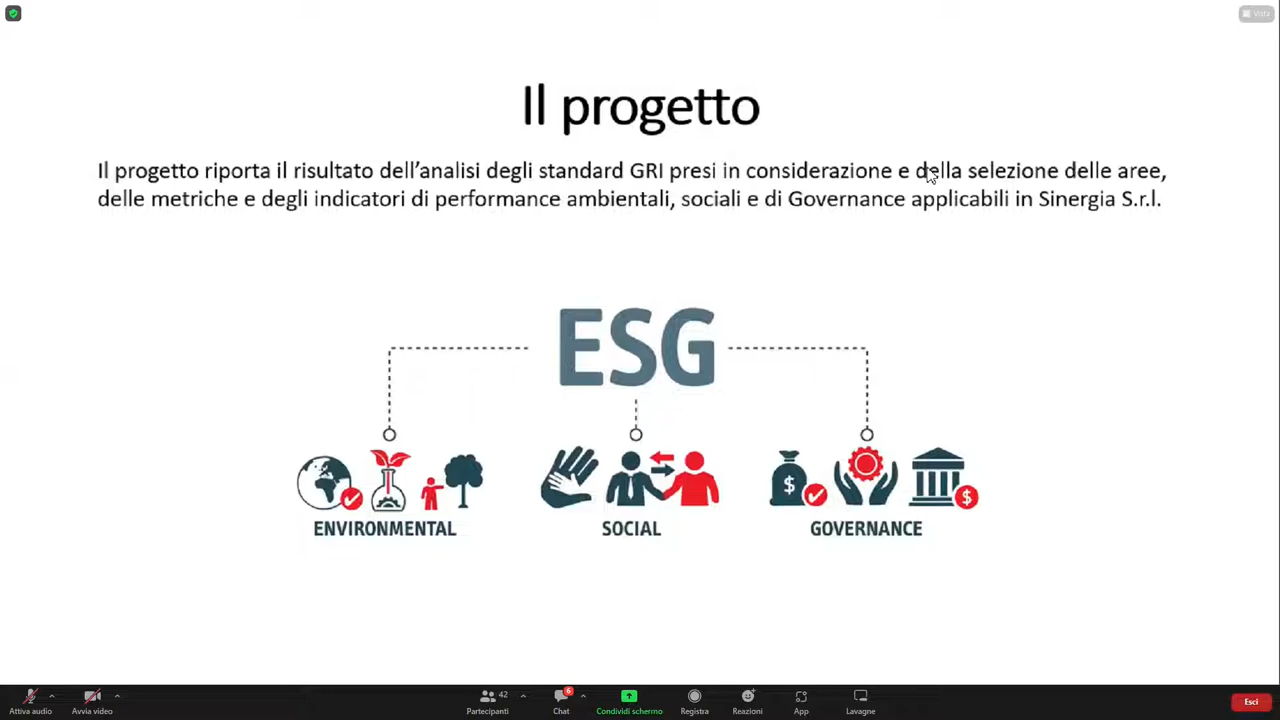 Vista
Il progetto
Il progetto riporta il risultato dell'analisi degli standard GRI presi in considerazione e della selezione delle aree,
delle metriche e degli indicatori di performance ambientali, sociali e di Governance applicabili in Sinergia S.r.l.
ESG
$
$
ENVIRONMENTAL
SOCIAL
GOVERNANCE
42
6
Attiva audio
Avvia video
Partecipanti
Chat
Condividi schermo
Registra
Reazioni
App
Lavagne
Esci